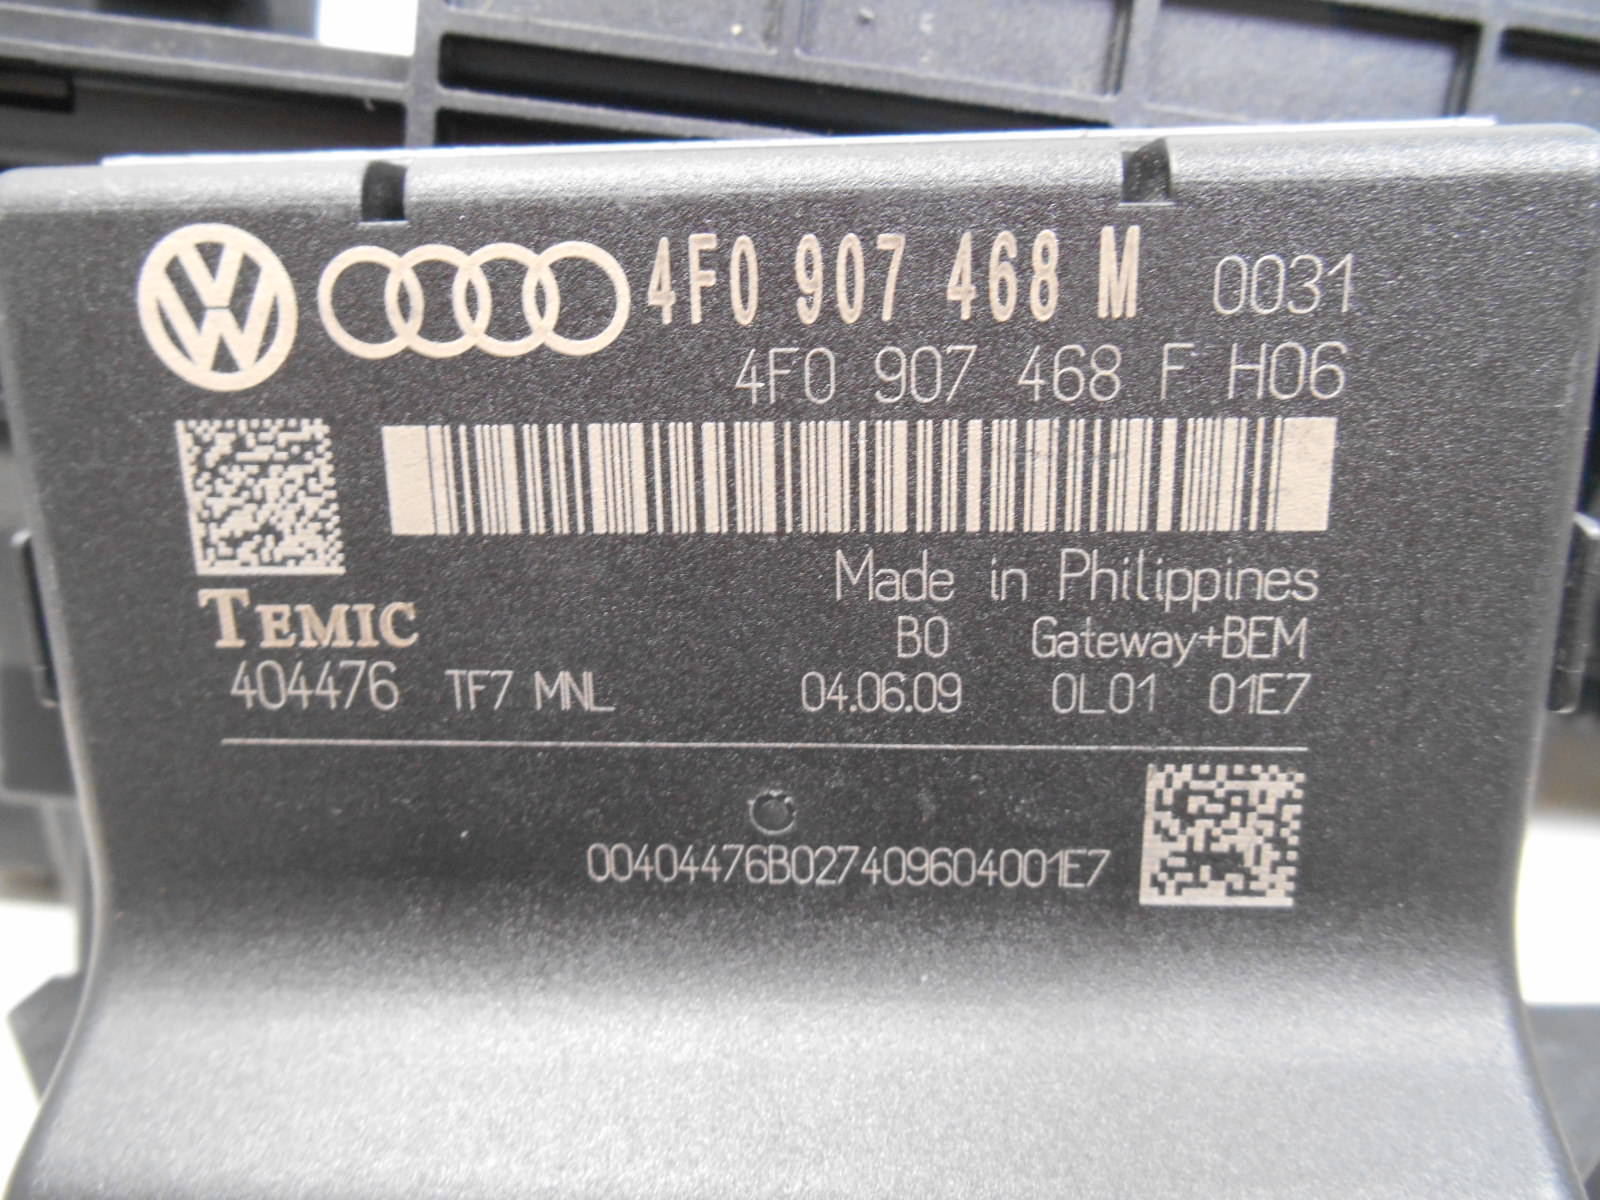 4F0 907 468 M 0031
4F0 907 468 F H06
Made in Philippines
TEMIC B0 Gateway+BEM
404476 TF7 MNL 04.06.09 0L01 01E7
00404476B027409604001E7